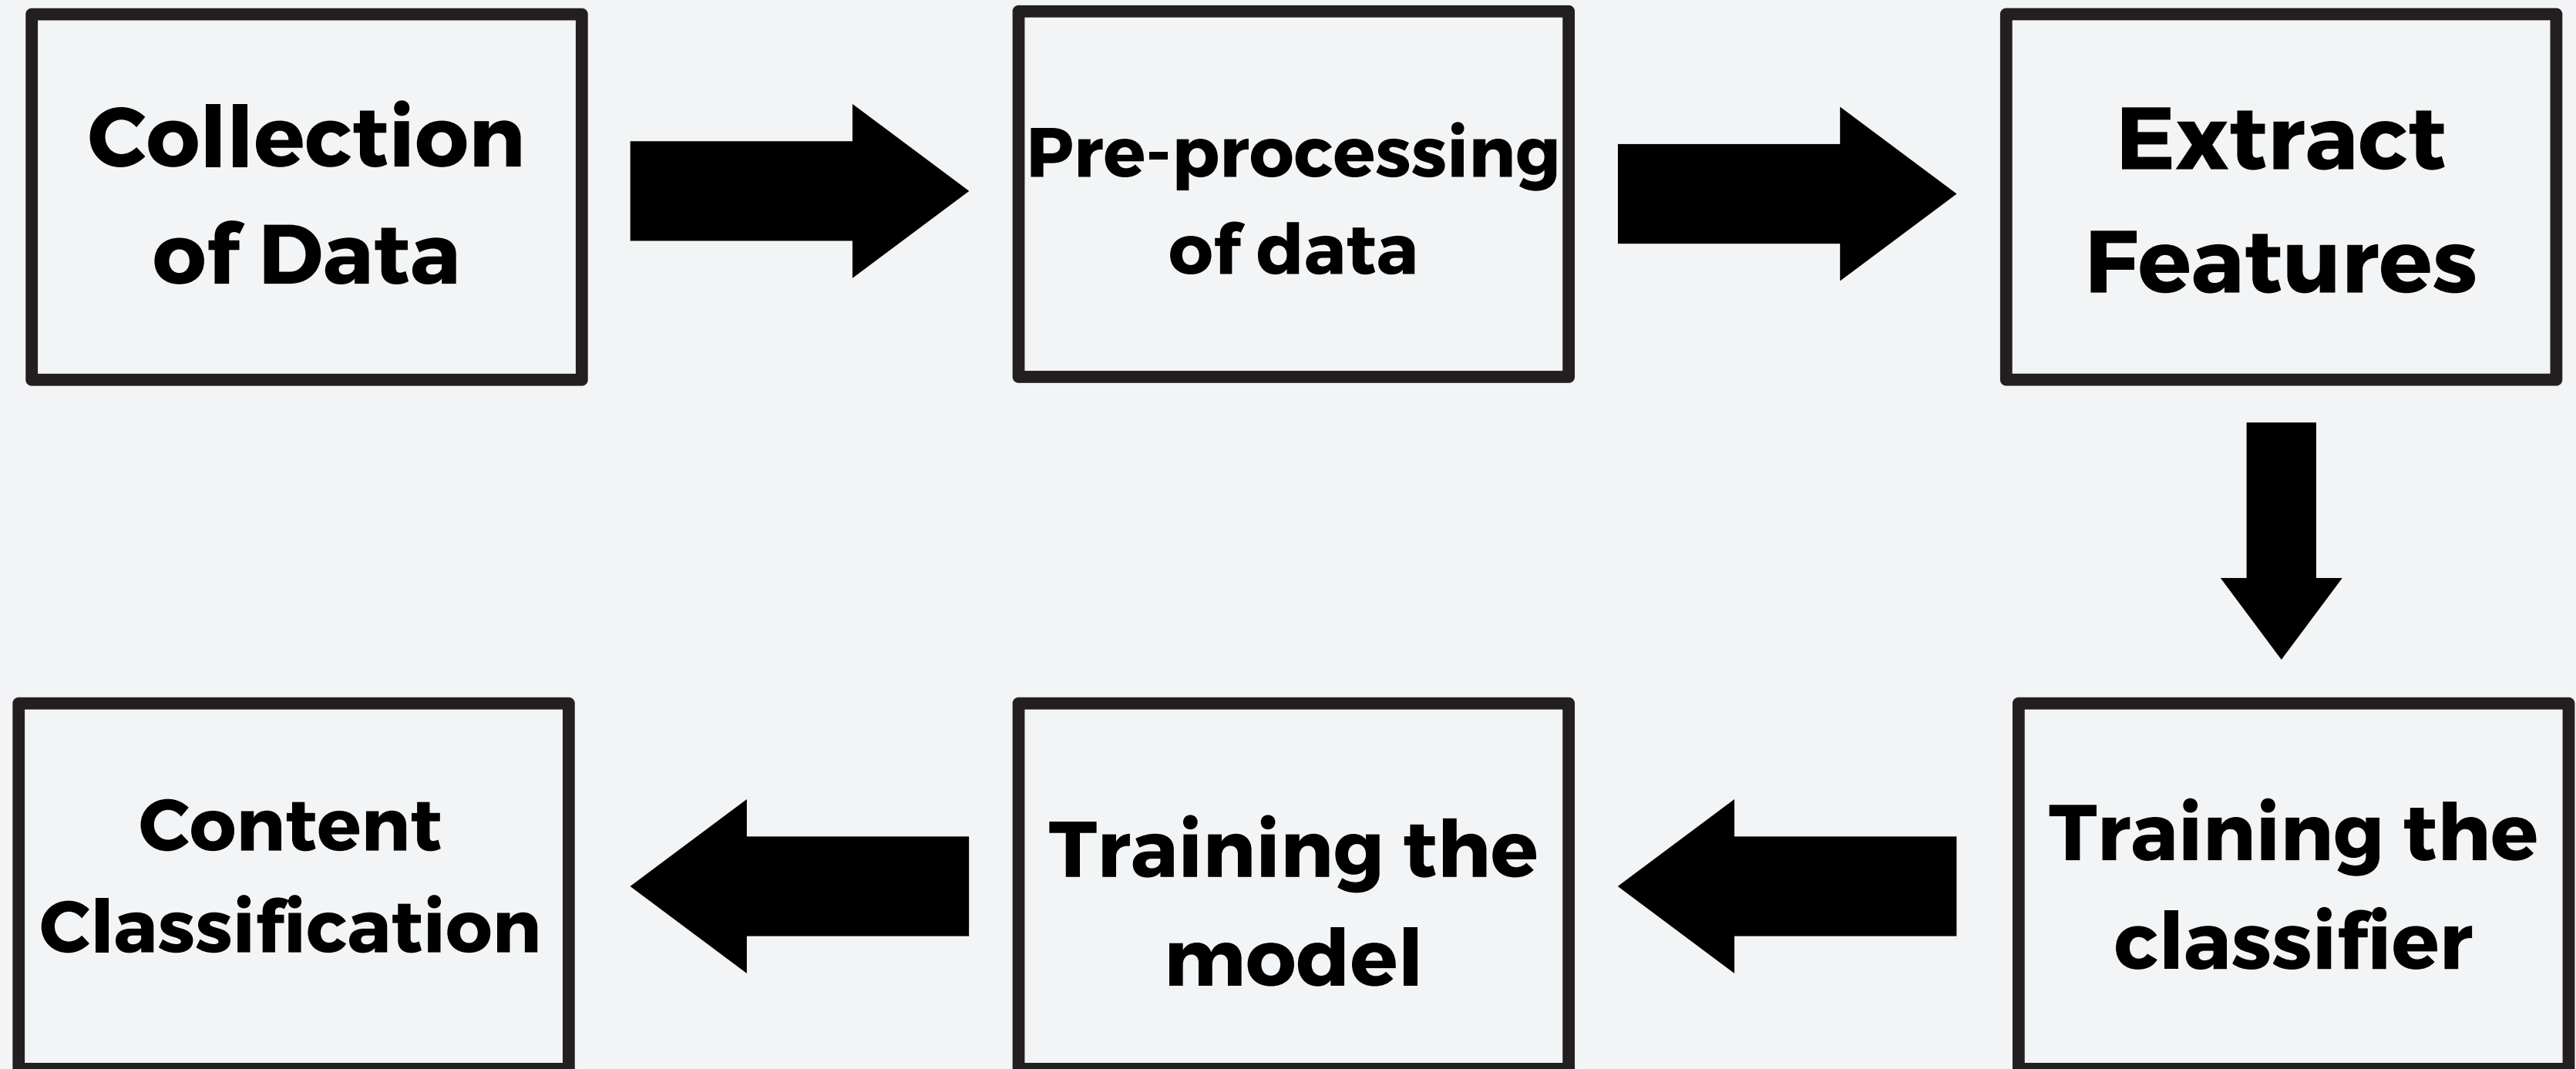 Collection
of Data
Pre-processing
of data
Extract
Features
Training the
classifier
Training the
model
Content
Classification